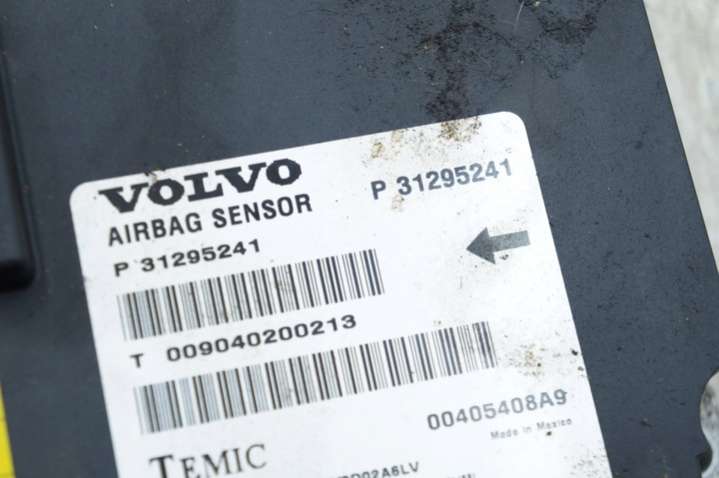 VOLVO
AIRBAG SENSOR
P 31295241
P 31295241
T 009040200213
00405408A9
Made in Mexico
TEMIC